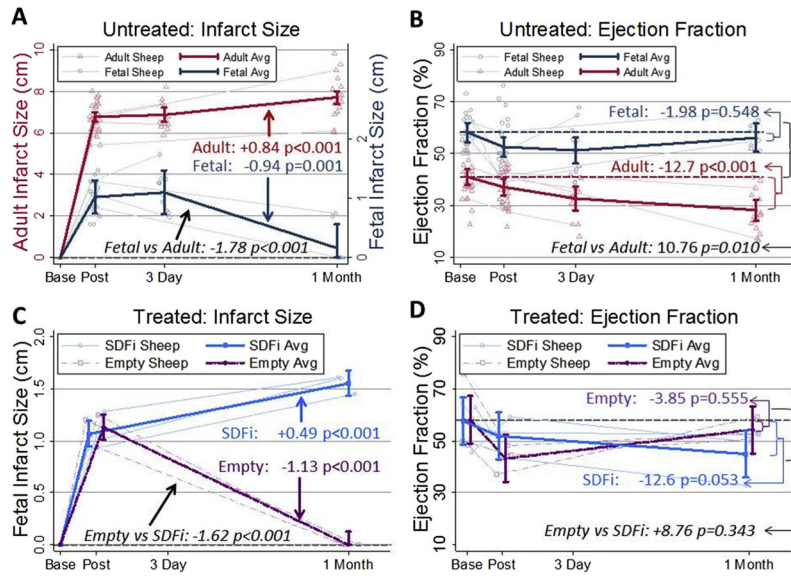 A
Untreated: Infarct Size
Adult Sheep
Adult Avg
Fetal Sheep
Fetal Avg
Adult Infarct Size (cm)
10
8
6
4
2
0
Fetal Infarct Size (cm)
2
1
0
Adult: +0.84 p<0.001
Fetal: -0.94 p=0.001
Fetal vs Adult: -1.78 p<0.001
Base
Post
3 Day
1 Month
B
Untreated: Ejection Fraction
Fetal Sheep
Fetal Avg
Adult Sheep
Adult Avg
Ejection Fraction (%)
90
70
50
30
10
Fetal: -1.98 p=0.548
Adult: -12.7 p<0.001
Fetal vs Adult: 10.76 p=0.010
Base
Post
3 Day
1 Month
C
Treated: Infarct Size
SDFi Sheep
SDFi Avg
Empty Sheep
Empty Avg
Fetal Infarct Size (cm)
2.0
1.5
1.0
0.5
0.0
SDFi: +0.49 p<0.001
Empty: -1.13 p<0.001
Empty vs SDFi: -1.62 p<0.001
Base
Post
3 Day
1 Month
D
Treated: Ejection Fraction
SDFi Sheep
SDFi Avg
Empty Sheep
Empty Avg
Ejection Fraction (%)
90
70
50
30
10
Empty: -3.85 p=0.555
SDFi: -12.6 p=0.053
Empty vs SDFi: +8.76 p=0.343
Base
Post
3 Day
1 Month